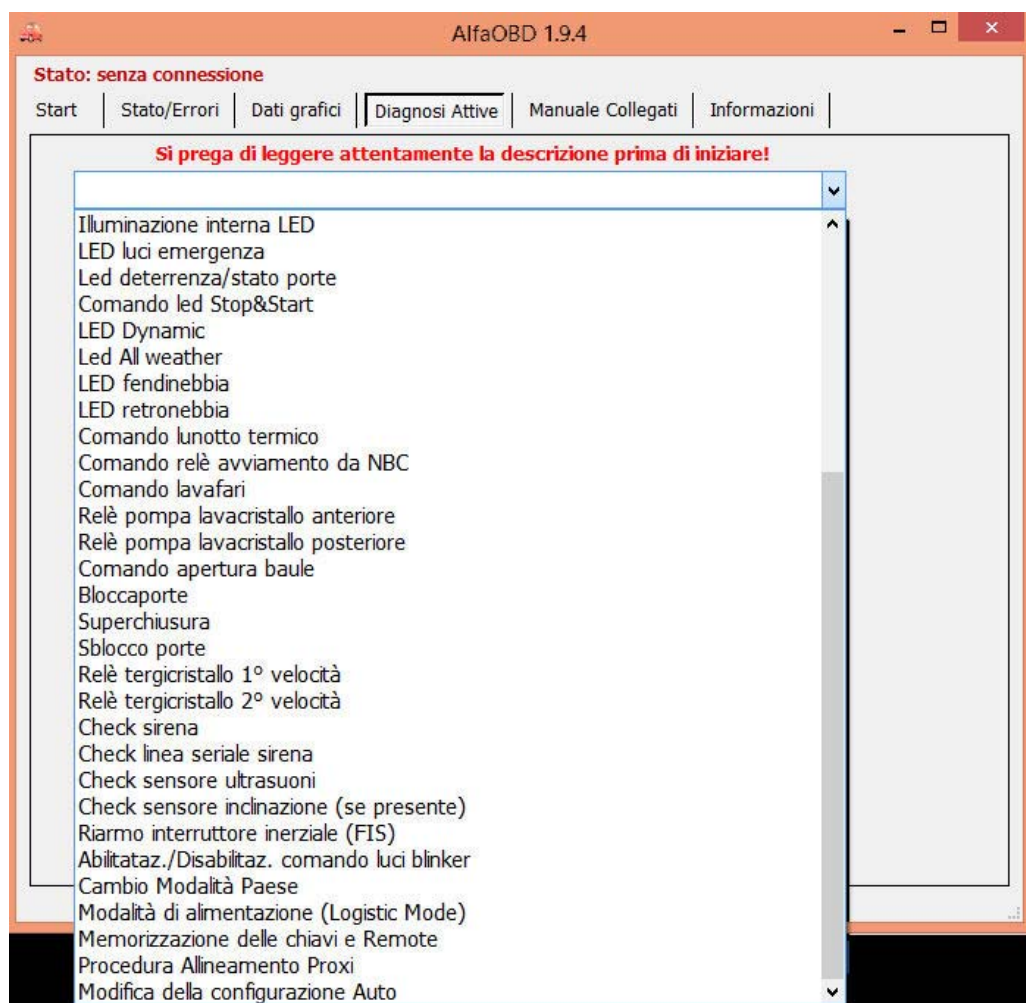 AlfaOBD 1.9.4
Stato: senza connessione
Start Stato/Errori Dati grafici Diagnosi Attive Manuale Collegati Informazioni
Si prega di leggere attentamente la descrizione prima di iniziare!
Illuminazione interna LED
LED luci emergenza
Led deterrenza/stato porte
Comando led Stop&Start
LED Dynamic
Led All weather
LED fendinebbia
LED retronebbia
Comando lunotto termico
Comando relè avviamento da NBC
Comando lavafari
Relè pompa lavacristallo anteriore
Relè pompa lavacristallo posteriore
Comando apertura baule
Bloccaporte
Superchiusura
Sblocco porte
Relè tergicristallo 1º velocità
Relè tergicristallo 2º velocità
Check sirena
Check linea seriale sirena
Check sensore ultrasuoni
Check sensore inclinazione (se presente)
Riarmo interruttore inerziale (FIS)
Abilitataz./Disabilitaz. comando luci blinker
Cambio Modalità Paese
Modalità di alimentazione (Logistic Mode)
Memorizzazione delle chiavi e Remote
Procedura Allineamento Proxi
Modifica della configurazione Auto